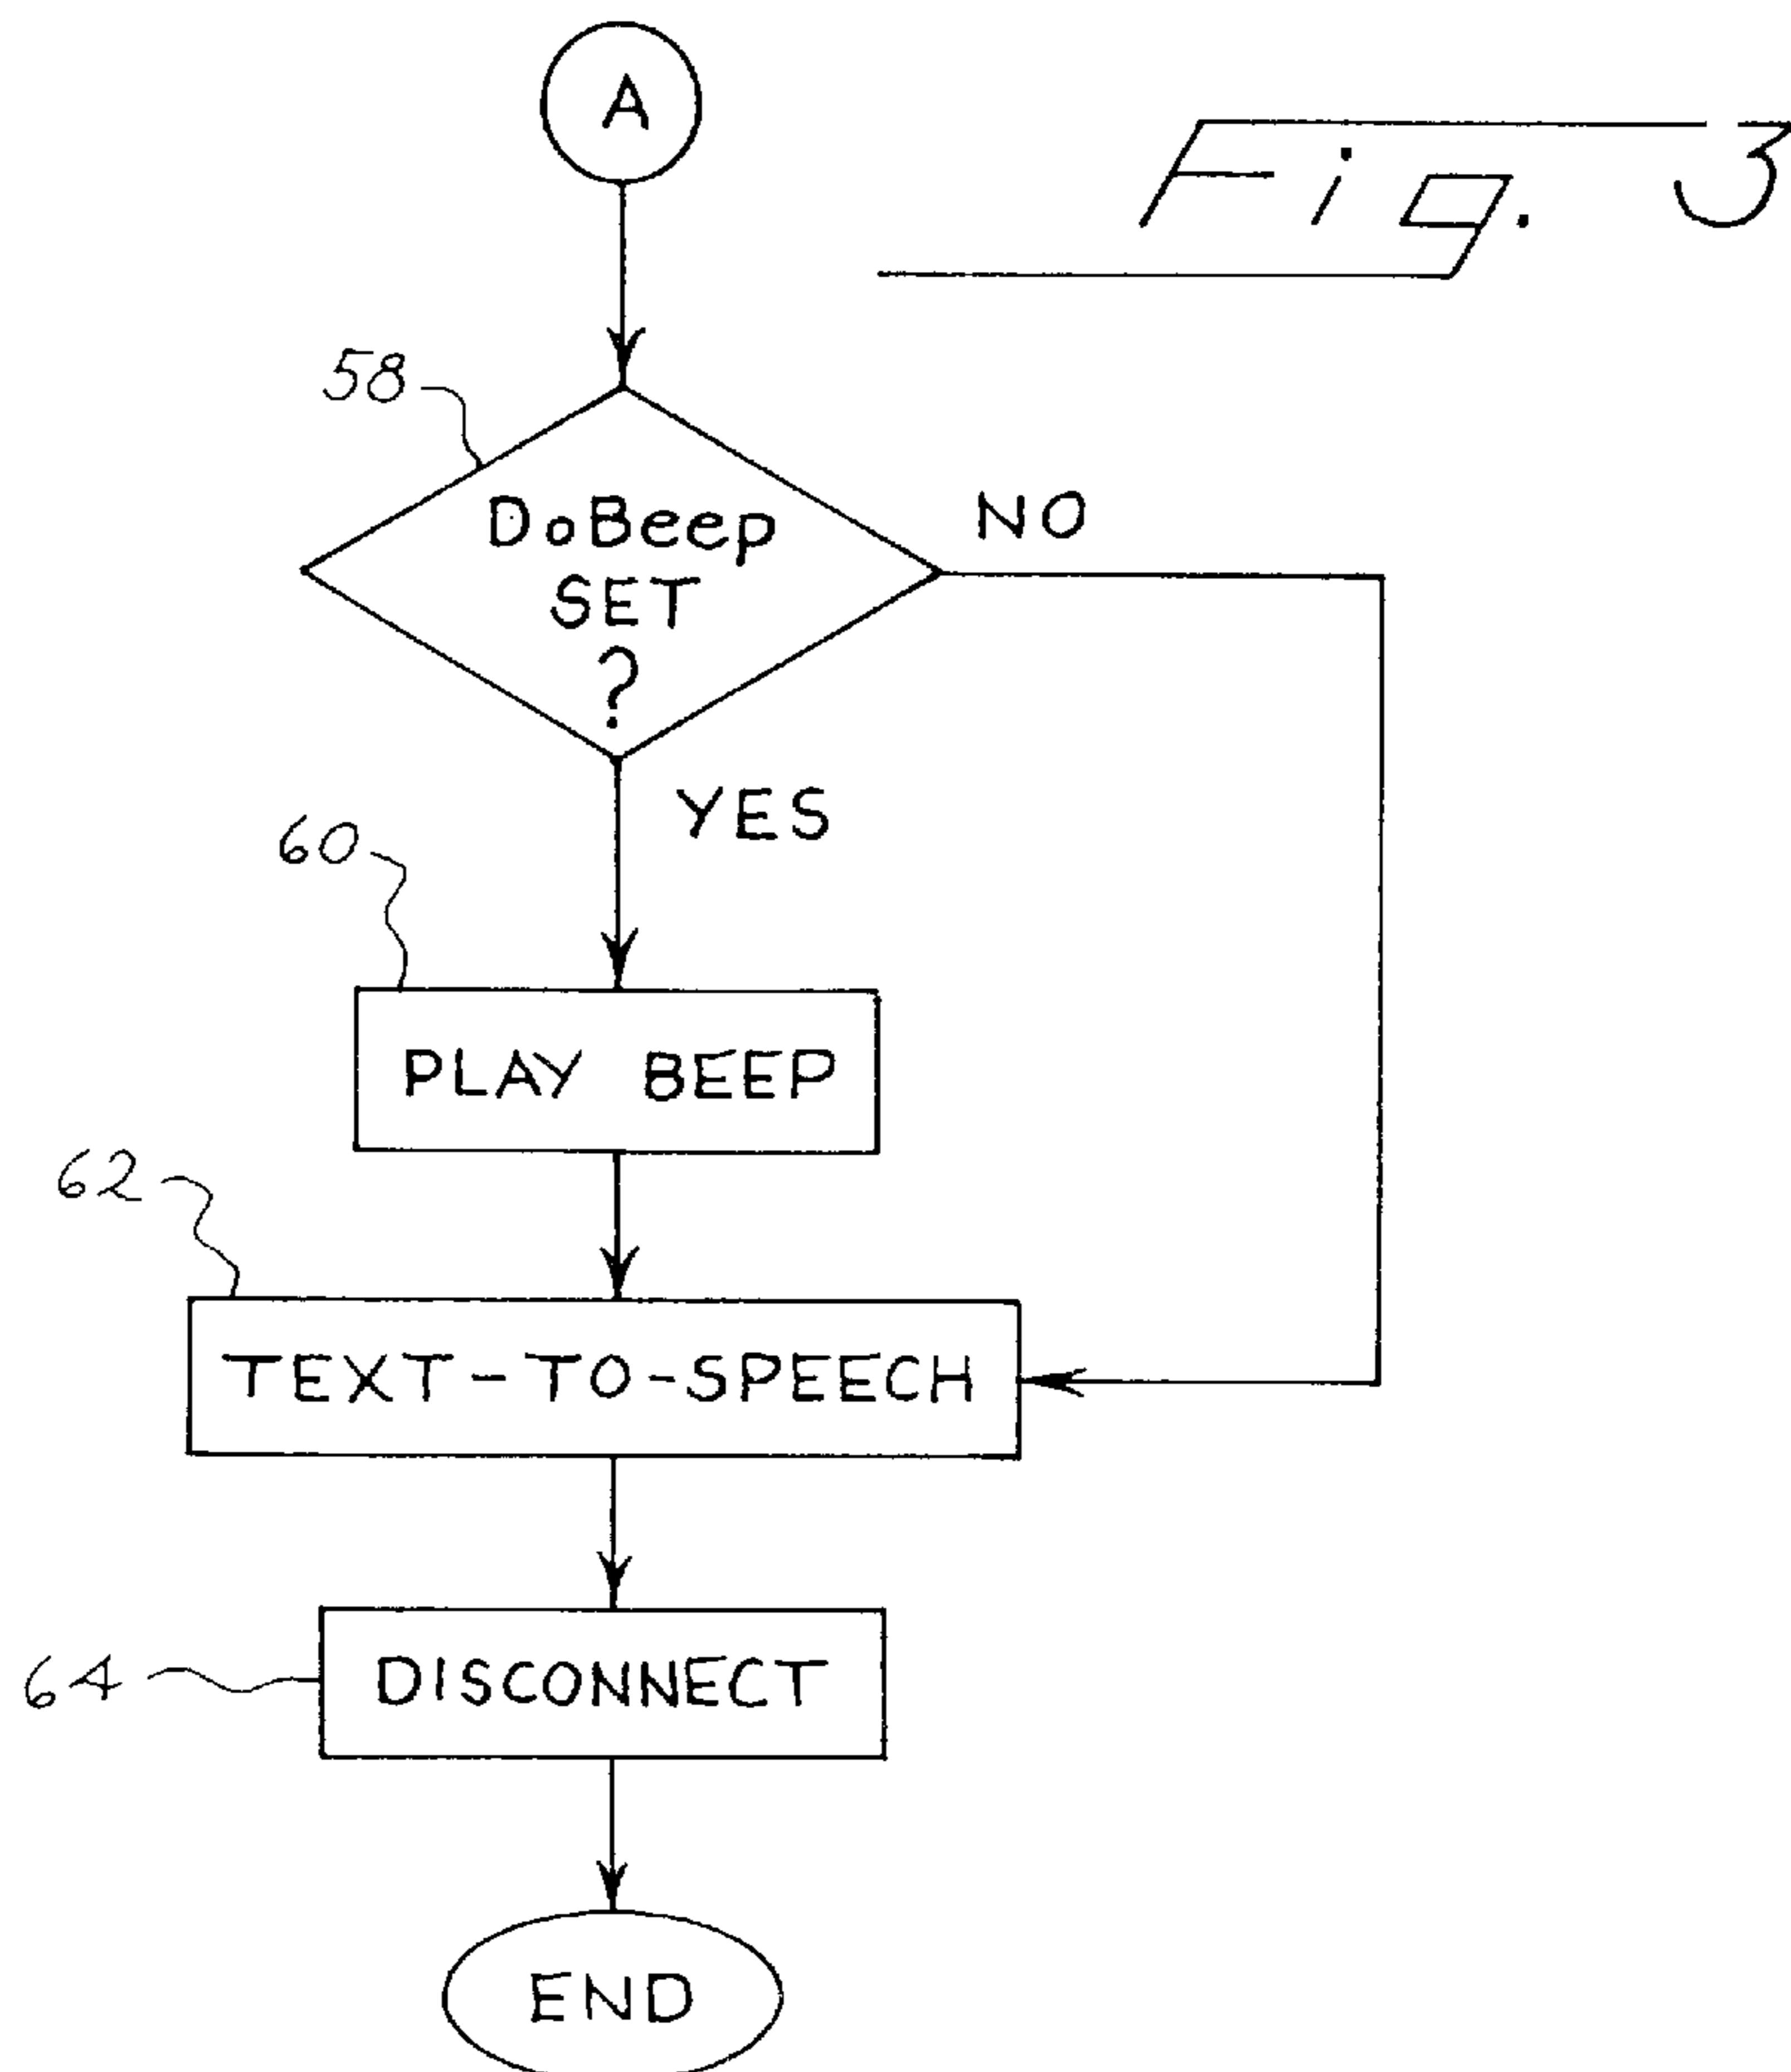 A
Fig. 3
58
DoBeep
SET
?
NO
YES
60
PLAY BEEP
62
TEXT-TO-SPEECH
64
DISCONNECT
END